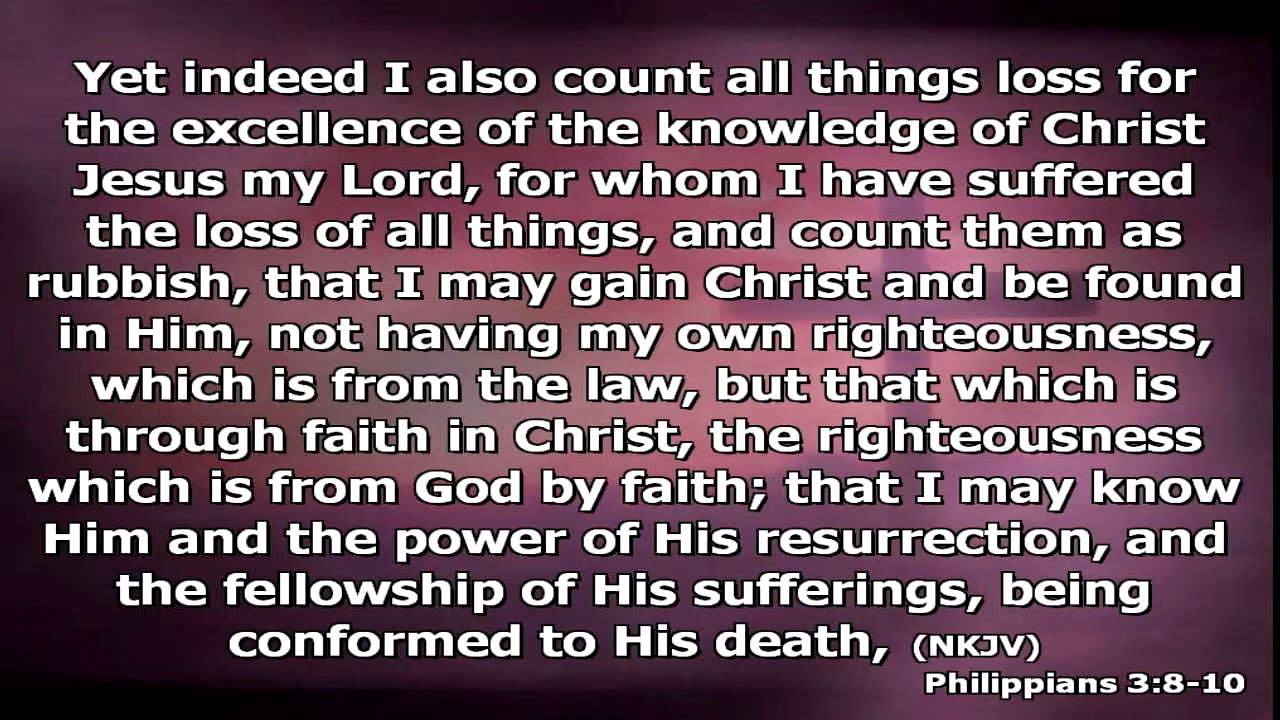 Yet indeed I also count all things loss for
the excellence of the knowledge of Christ
Jesus my Lord, for whom I have suffered
the loss of all things, and count them as
rubbish, that I may gain Christ and be found
in Him, not having my own righteousness,
which is from the law, but that which is
through faith in Christ, the righteousness
which is from God by faith; that I may know
Him and the power of His resurrection, and
the fellowship of His sufferings, being
conformed to His death, (NKJV)
Philippians 3:8-10